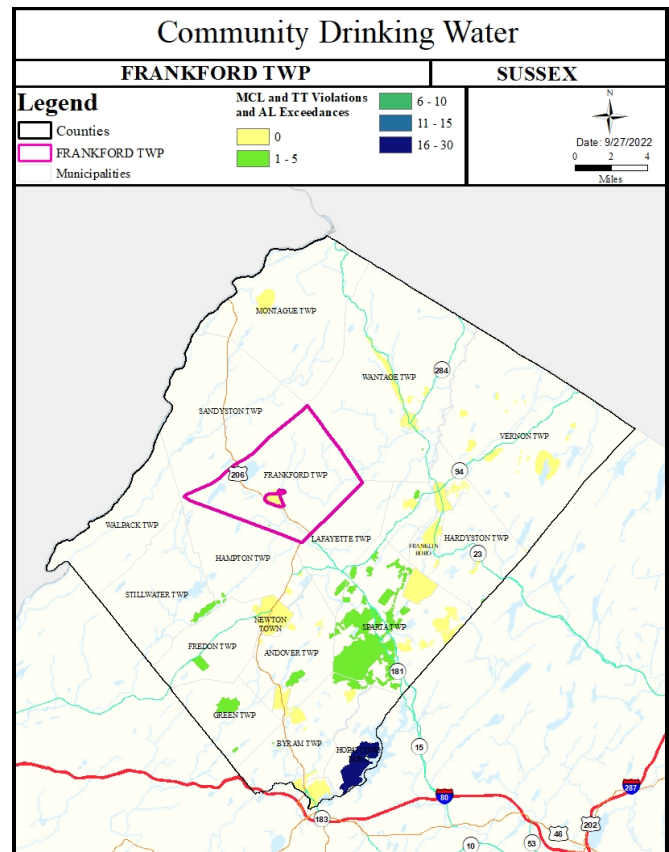 Community Drinking Water
FRANKFORD TWP
SUSSEX
Legend
Counties
FRANKFORD TWP
Municipalities
MCL and TT Violations
and AL Exceedances
0
1 - 5
6 - 10
11 - 15
16 - 30
N
Date: 9/27/2022
0 2 4
Miles
MONTAGUE TWP
WANTAGE TWP
284
SANDYSTON TWP
VERNON TWP
206
FRANKFORD TWP
94
WALPACK TWP
LAFAYETTE TWP
HARDYSTON TWP
FRANKLIN
BORO
23
HAMPTON TWP
STILLWATER TWP
NEWTON
TOWN
SPARTA TWP
FREDON TWP
ANDOVER TWP
181
GREEN TWP
BYRAM TWP
15
80
287
183
202
46
10
53